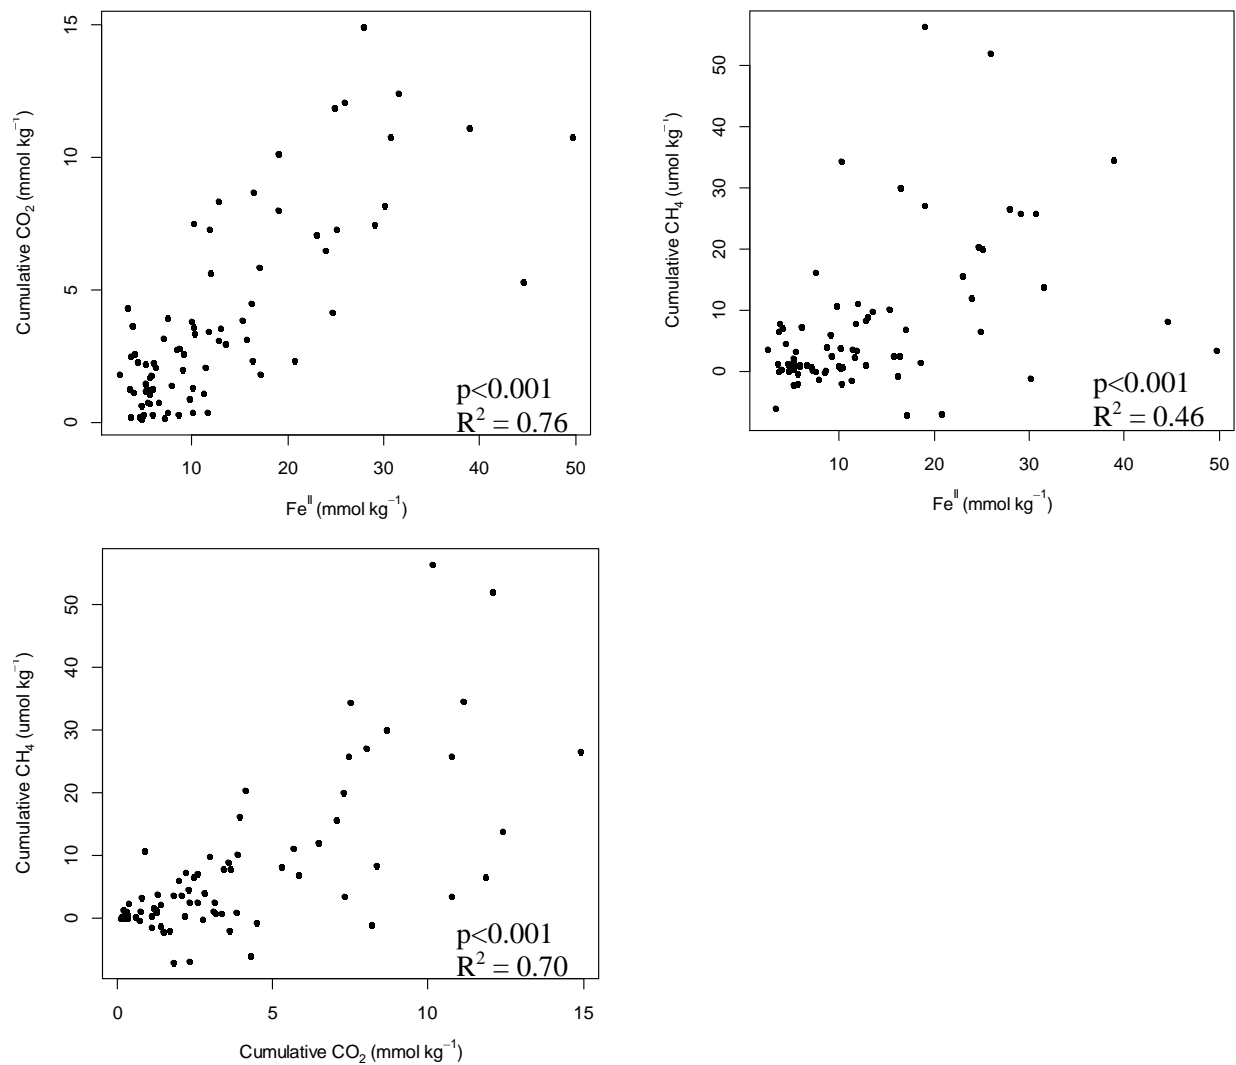 15
10
5
0
Cumulative CO₂ (mmol kg⁻¹)
p<0.001
R² = 0.76
10 20 30 40 50
Feᴵᴵ (mmol kg⁻¹)
50
40
30
20
10
0
Cumulative CH₄ (umol kg⁻¹)
p<0.001
R² = 0.46
10 20 30 40 50
Feᴵᴵ (mmol kg⁻¹)
50
40
30
20
10
0
Cumulative CH₄ (umol kg⁻¹)
p<0.001
R² = 0.70
0 5 10 15
Cumulative CO₂ (mmol kg⁻¹)